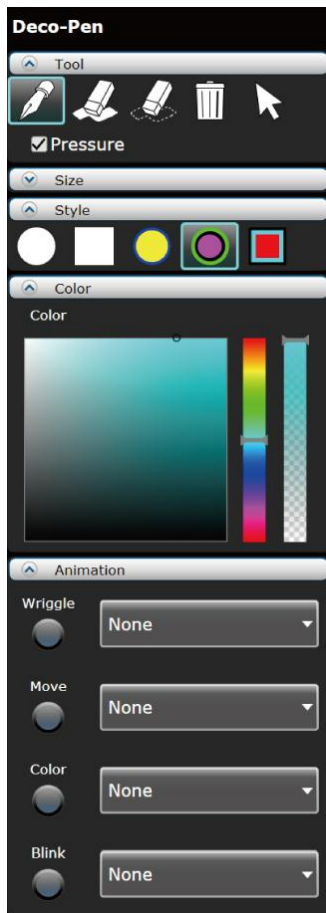 Deco-Pen
Tool
Pressure
Size
Style
Color
Color
Animation
Wriggle
None
Move
None
Color
None
Blink
None